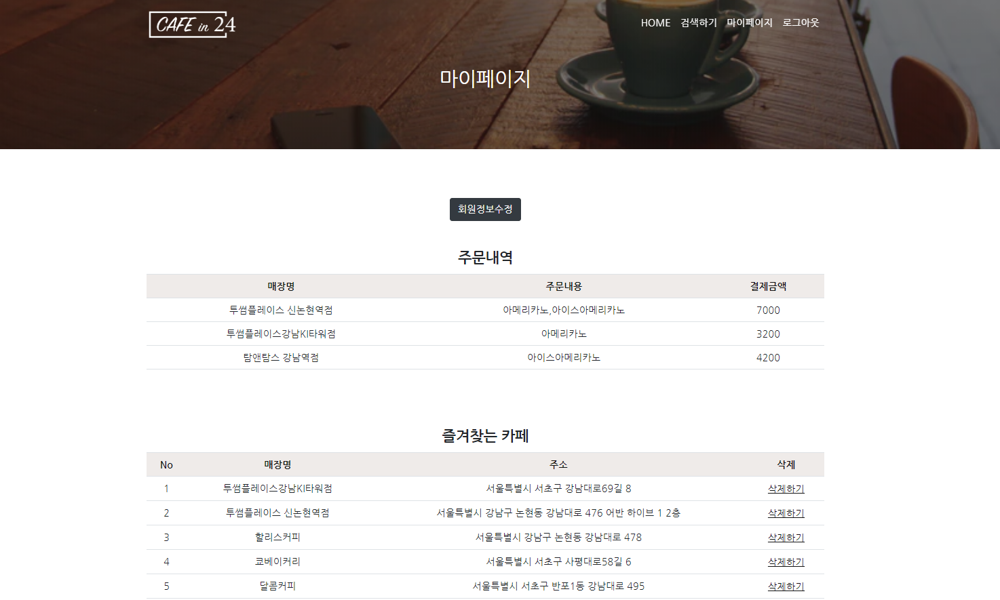 CAFE in 24
HOME 검색하기 마이페이지 로그아웃
마이페이지
회원정보수정
주문내역
매장명 주문내용 결제금액
투썸플레이스 신논현역점 아메리카노,아이스아메리카노 7000
투썸플레이스강남KI타워점 아메리카노 3200
탐앤탐스 강남역점 아이스아메리카노 4200
즐겨찾는 카페
No 매장명 주소 삭제
1 투썸플레이스강남KI타워점 서울특별시 서초구 강남대로69길 8 삭제하기
2 투썸플레이스 신논현역점 서울특별시 강남구 논현동 강남대로 476 어반 하이브 1 2층 삭제하기
3 할리스커피 서울특별시 강남구 논현동 강남대로 478 삭제하기
4 쿄베이커리 서울특별시 서초구 사평대로58길 6 삭제하기
5 달콤커피 서울특별시 서초구 반포1동 강남대로 495 삭제하기